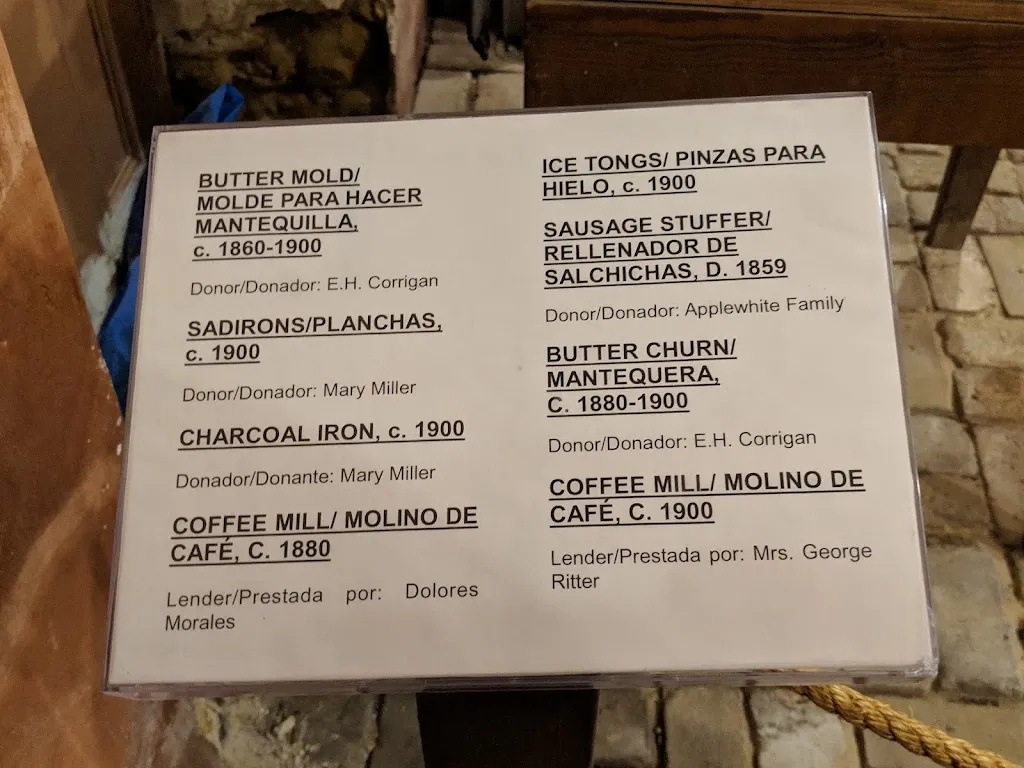 BUTTER MOLD/
MOLDE PARA HACER
MANTEQUILLA,
c. 1860-1900
Donor/Donador: E.H. Corrigan
SADIRONS/PLANCHAS,
c. 1900
Donor/Donador: Mary Miller
CHARCOAL IRON, c. 1900
Donador/Donante: Mary Miller
COFFEE MILL/ MOLINO DE
CAFÉ, C. 1880
Lender/Prestada por: Dolores
Morales
ICE TONGS/ PINZAS PARA
HIELO, c. 1900
SAUSAGE STUFFER/
RELLENADOR DE
SALCHICHAS, D. 1859
Donor/Donador: Applewhite Family
BUTTER CHURN/
MANTEQUERA,
C. 1880-1900
Donor/Donador: E.H. Corrigan
COFFEE MILL/ MOLINO DE
CAFÉ, C. 1900
Lender/Prestada por: Mrs. George
Ritter